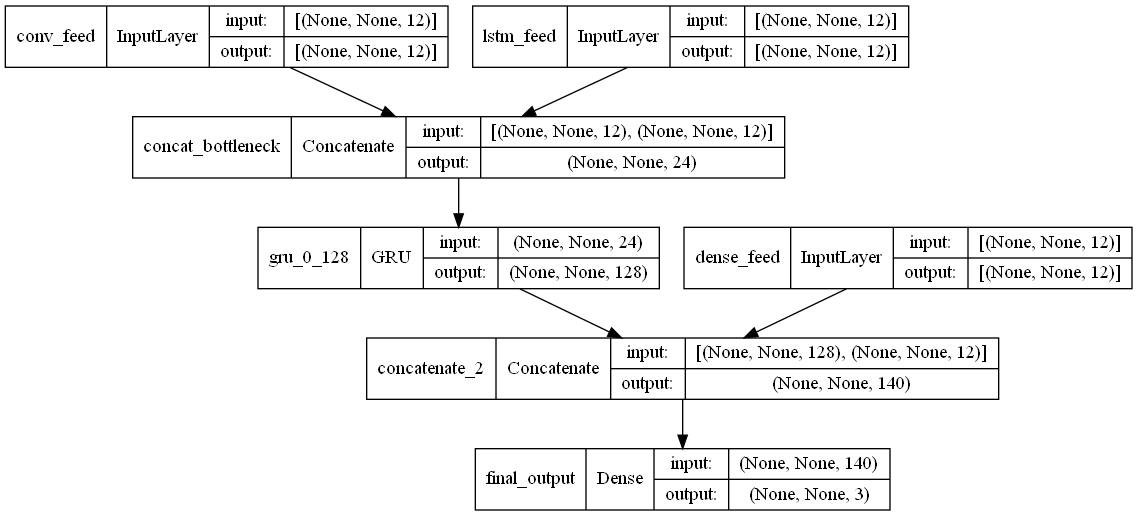 conv_feed InputLayer input: [(None, None, 12)]
output: [(None, None, 12)]
lstm_feed InputLayer input: [(None, None, 12)]
output: [(None, None, 12)]
concat_bottleneck Concatenate input: [(None, None, 12), (None, None, 12)]
output: (None, None, 24)
gru_0_128 GRU input: (None, None, 24)
output: (None, None, 128)
dense_feed InputLayer input: [(None, None, 12)]
output: [(None, None, 12)]
concatenate_2 Concatenate input: [(None, None, 128), (None, None, 12)]
output: (None, None, 140)
final_output Dense input: (None, None, 140)
output: (None, None, 3)